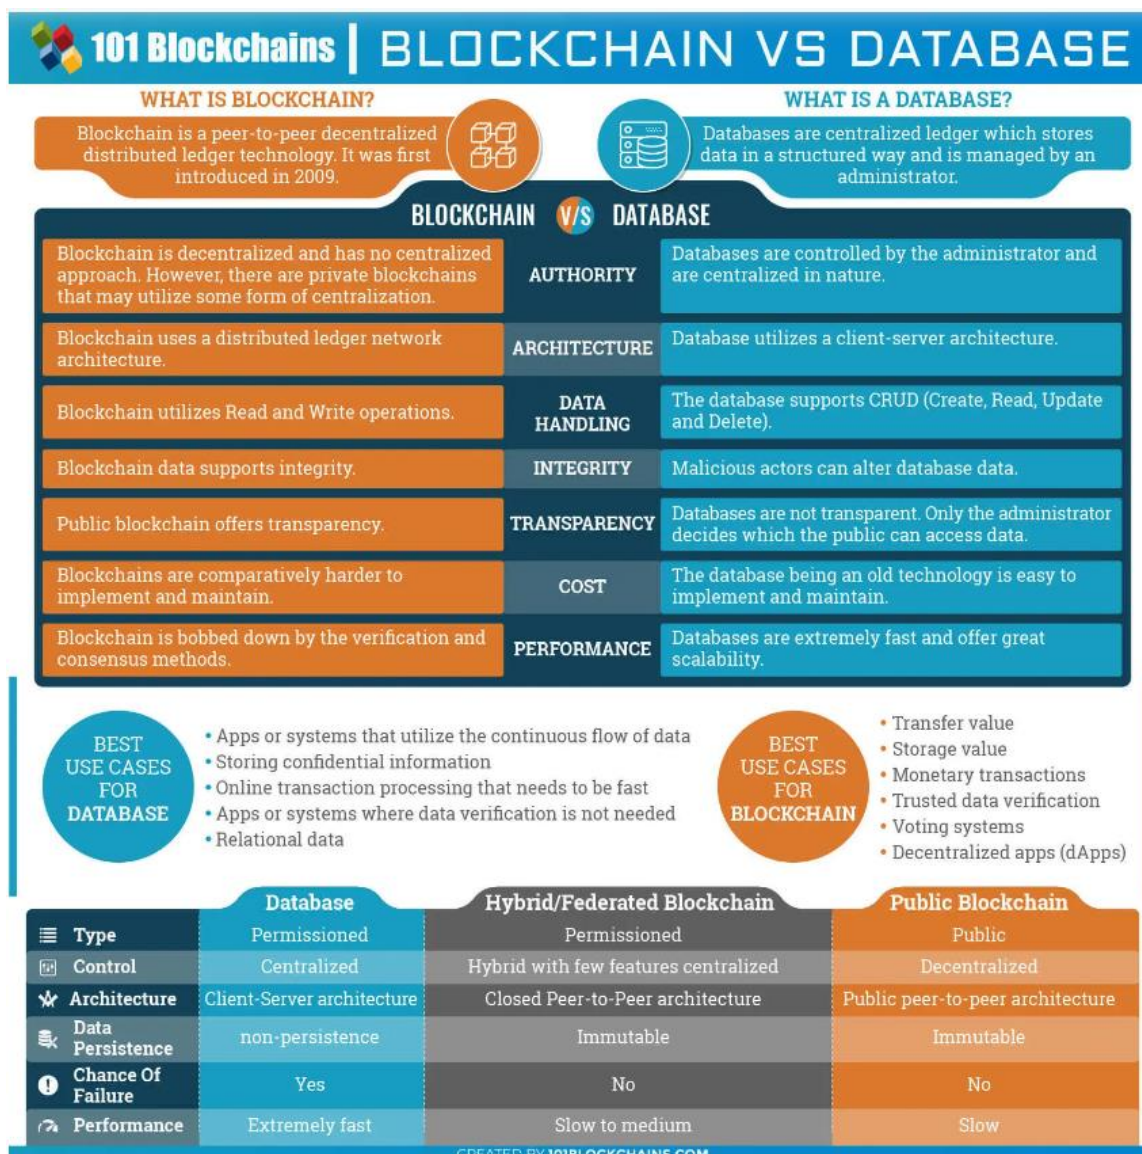 101 Blockchains | BLOCKCHAIN VS DATABASE
WHAT IS BLOCKCHAIN?
Blockchain is a peer-to-peer decentralized
distributed ledger technology. It was first
introduced in 2009.
WHAT IS A DATABASE?
Databases are centralized ledger which stores
data in a structured way and is managed by an
administrator.
BLOCKCHAIN V/S DATABASE
Blockchain is decentralized and has no centralized
approach. However, there are private blockchains
that may utilize some form of centralization.
AUTHORITY
Databases are controlled by the administrator and
are centralized in nature.
Blockchain uses a distributed ledger network
architecture.
ARCHITECTURE
Database utilizes a client-server architecture.
Blockchain utilizes Read and Write operations.
DATA
HANDLING
The database supports CRUD (Create, Read, Update
and Delete).
Blockchain data supports integrity.
INTEGRITY
Malicious actors can alter database data.
Public blockchain offers transparency.
TRANSPARENCY
Databases are not transparent. Only the administrator
decides which the public can access data.
Blockchains are comparatively harder to
implement and maintain.
COST
The database being an old technology is easy to
implement and maintain.
Blockchain is bobbed down by the verification and
consensus methods.
PERFORMANCE
Databases are extremely fast and offer great
scalability.
BEST
USE CASES
FOR
DATABASE
• Apps or systems that utilize the continuous flow of data
• Storing confidential information
• Online transaction processing that needs to be fast
• Apps or systems where data verification is not needed
• Relational data
BEST
USE CASES
FOR
BLOCKCHAIN
• Transfer value
• Storage value
• Monetary transactions
• Trusted data verification
• Voting systems
• Decentralized apps (dApps)
Database Hybrid/Federated Blockchain Public Blockchain
Type Permissioned Permissioned Public
Control Centralized Hybrid with few features centralized Decentralized
Architecture Client-Server architecture Closed Peer-to-Peer architecture Public peer-to-peer architecture
Data
Persistence non-persistence Immutable Immutable
Chance Of
Failure Yes No No
Performance Extremely fast Slow to medium Slow
CREATED BY 101BLOCKCHAINS.COM